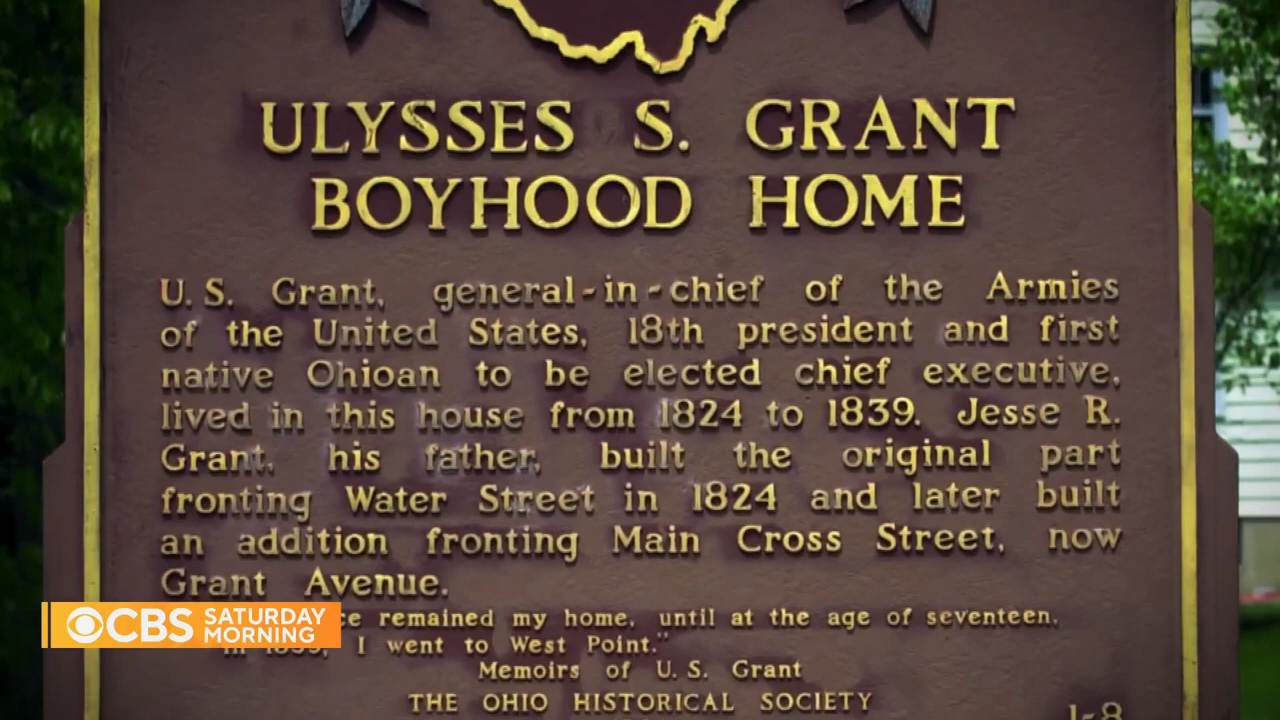 ULYSSES S. GRANT
BOYHOOD HOME
U. S. Grant, general-in-chief of the Armies
of the United States, 18th president and first
native Ohioan to be elected chief executive,
lived in this house from 1824 to 1839. Jesse R.
Grant, his father, built the original part
fronting Water Street in 1824 and later built
an addition fronting Main Cross Street, now
Grant Avenue.
remained my home, until at the age of seventeen,
I went to West Point."
Memoirs of U. S. Grant
THE OHIO HISTORICAL SOCIETY
1-8
CBS SATURDAY
MORNING